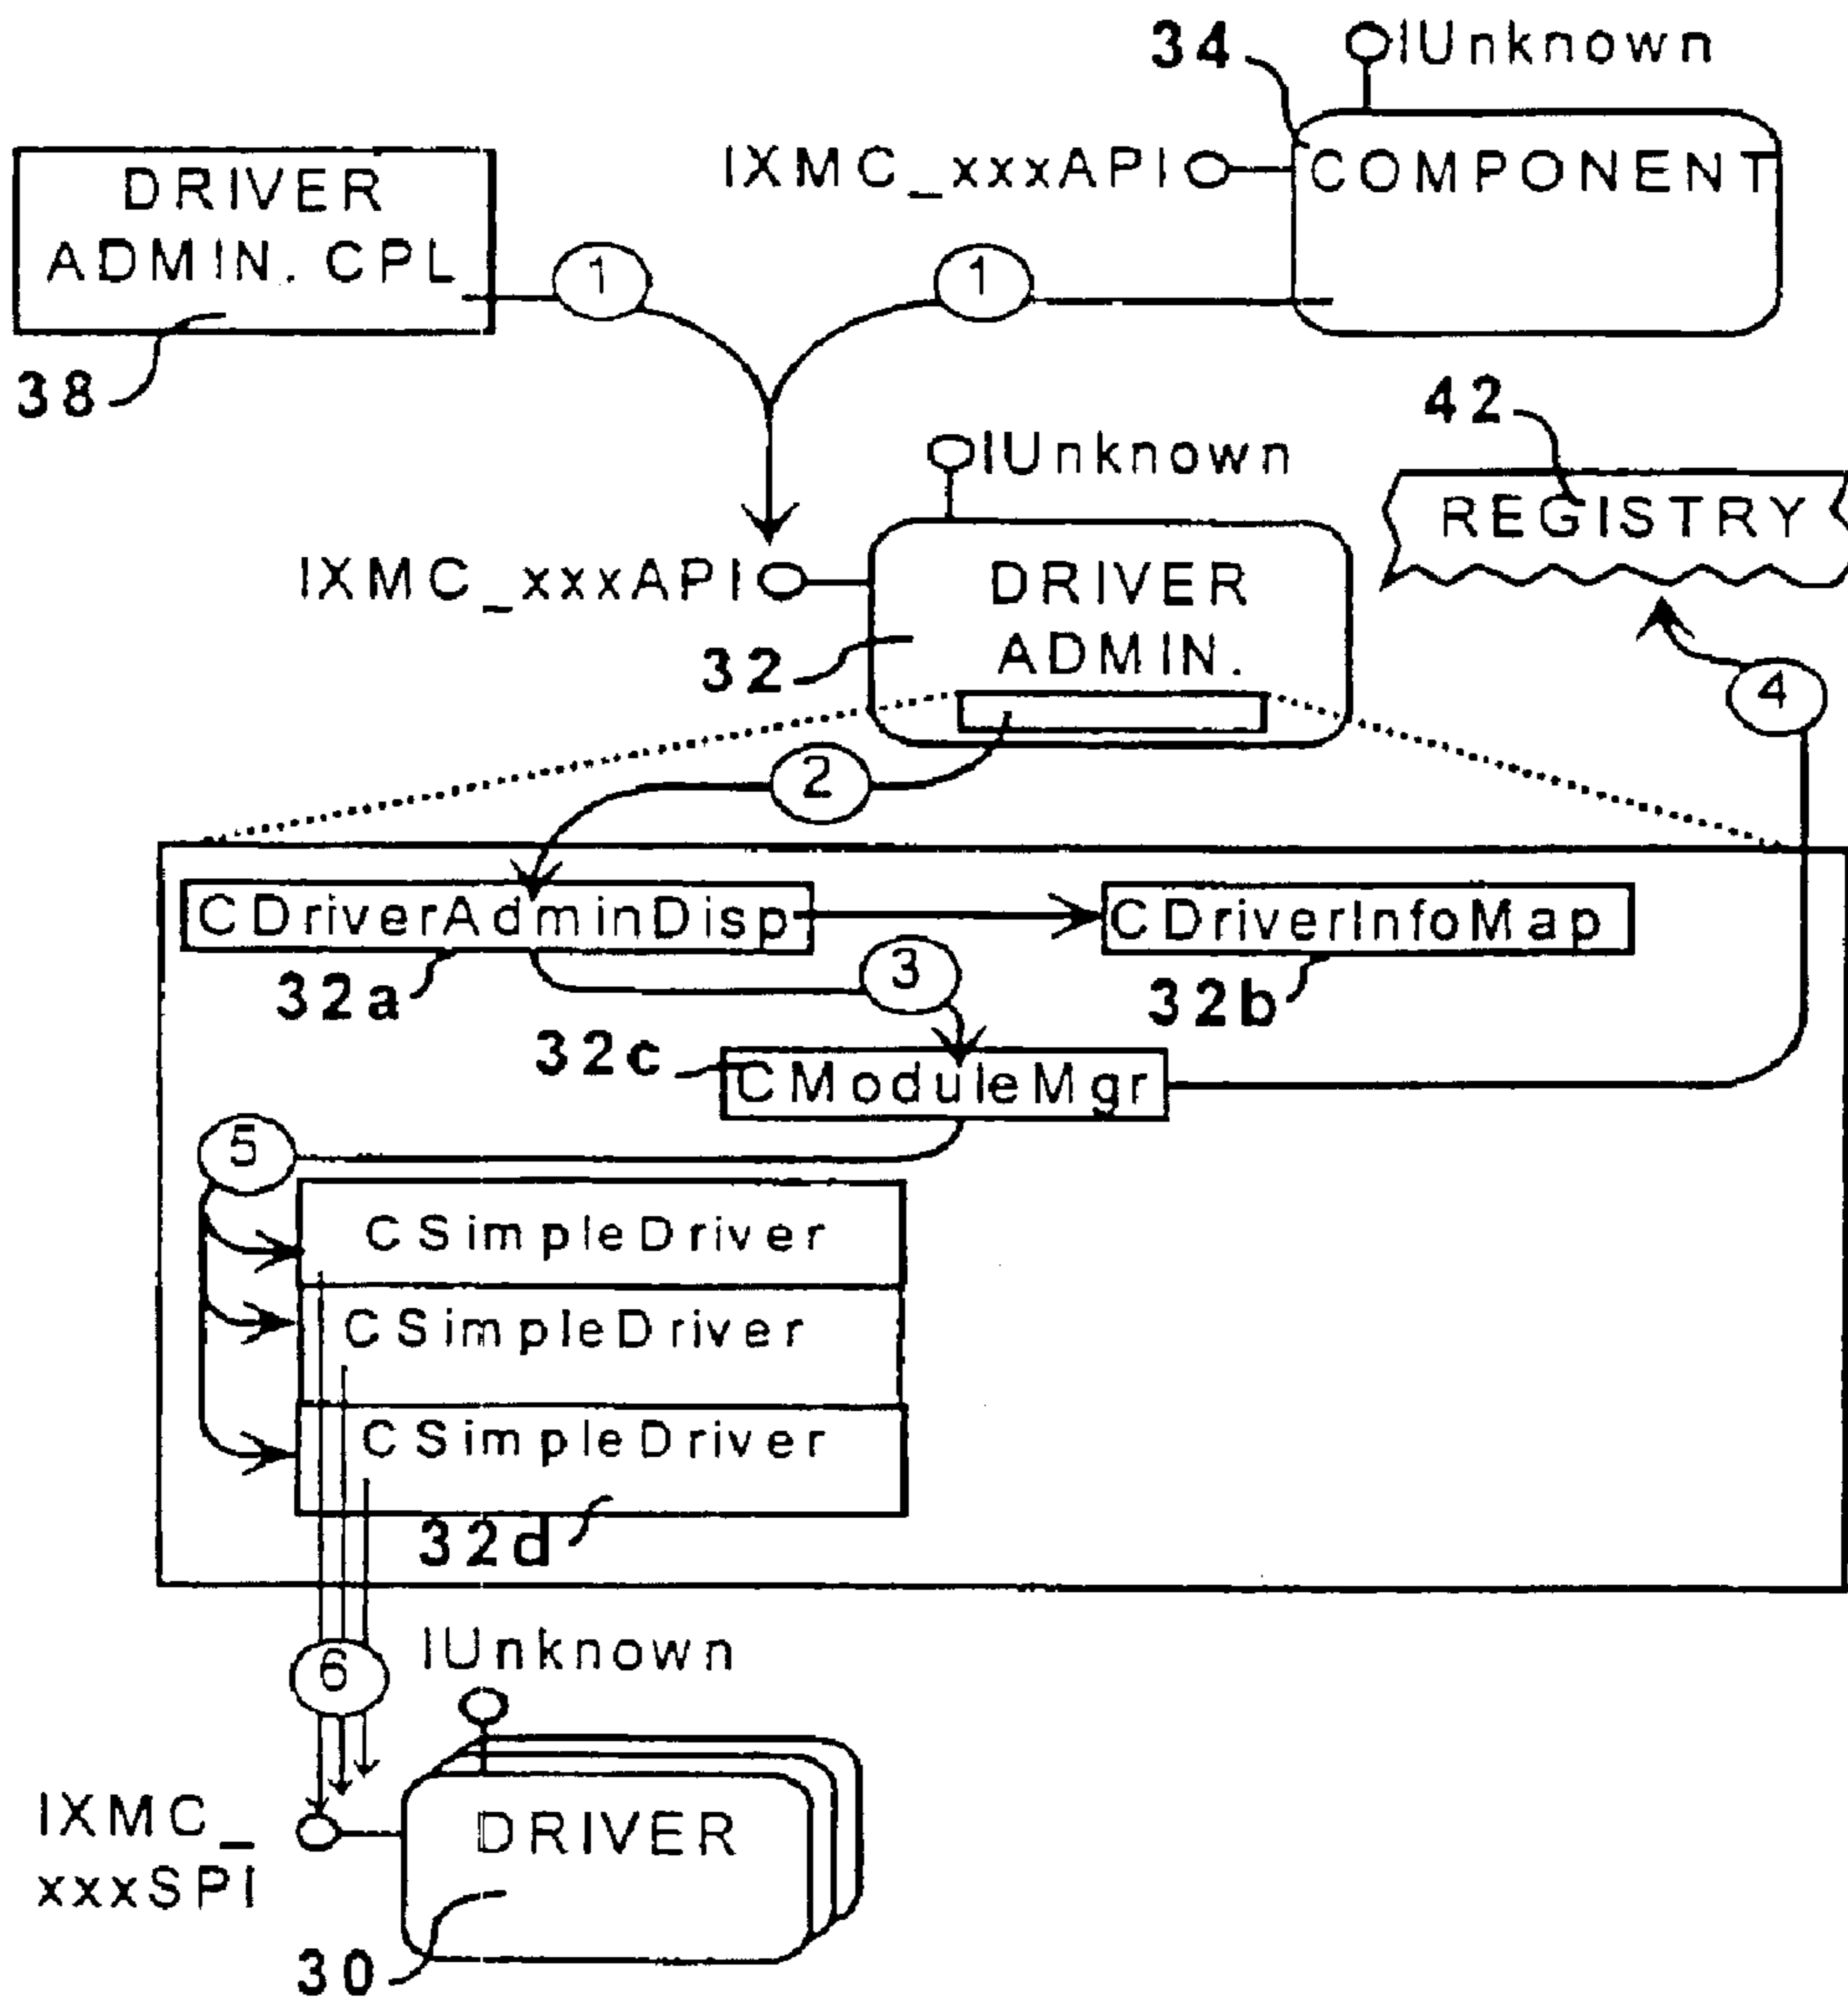 34
IUnknown
DRIVER
ADMIN. CPL
IXMC_xxxAPI
COMPONENT
1
1
38
42
IUnknown
REGISTRY
IXMC_xxxAPI
DRIVER
ADMIN.
32
4
2
CDriverAdminDisp
CDriverInfoMap
32a
3
32b
32c
CModuleMgr
5
CSimpleDriver
CSimpleDriver
CSimpleDriver
32d
6
IUnknown
IXMC_
xxxSPI
DRIVER
30